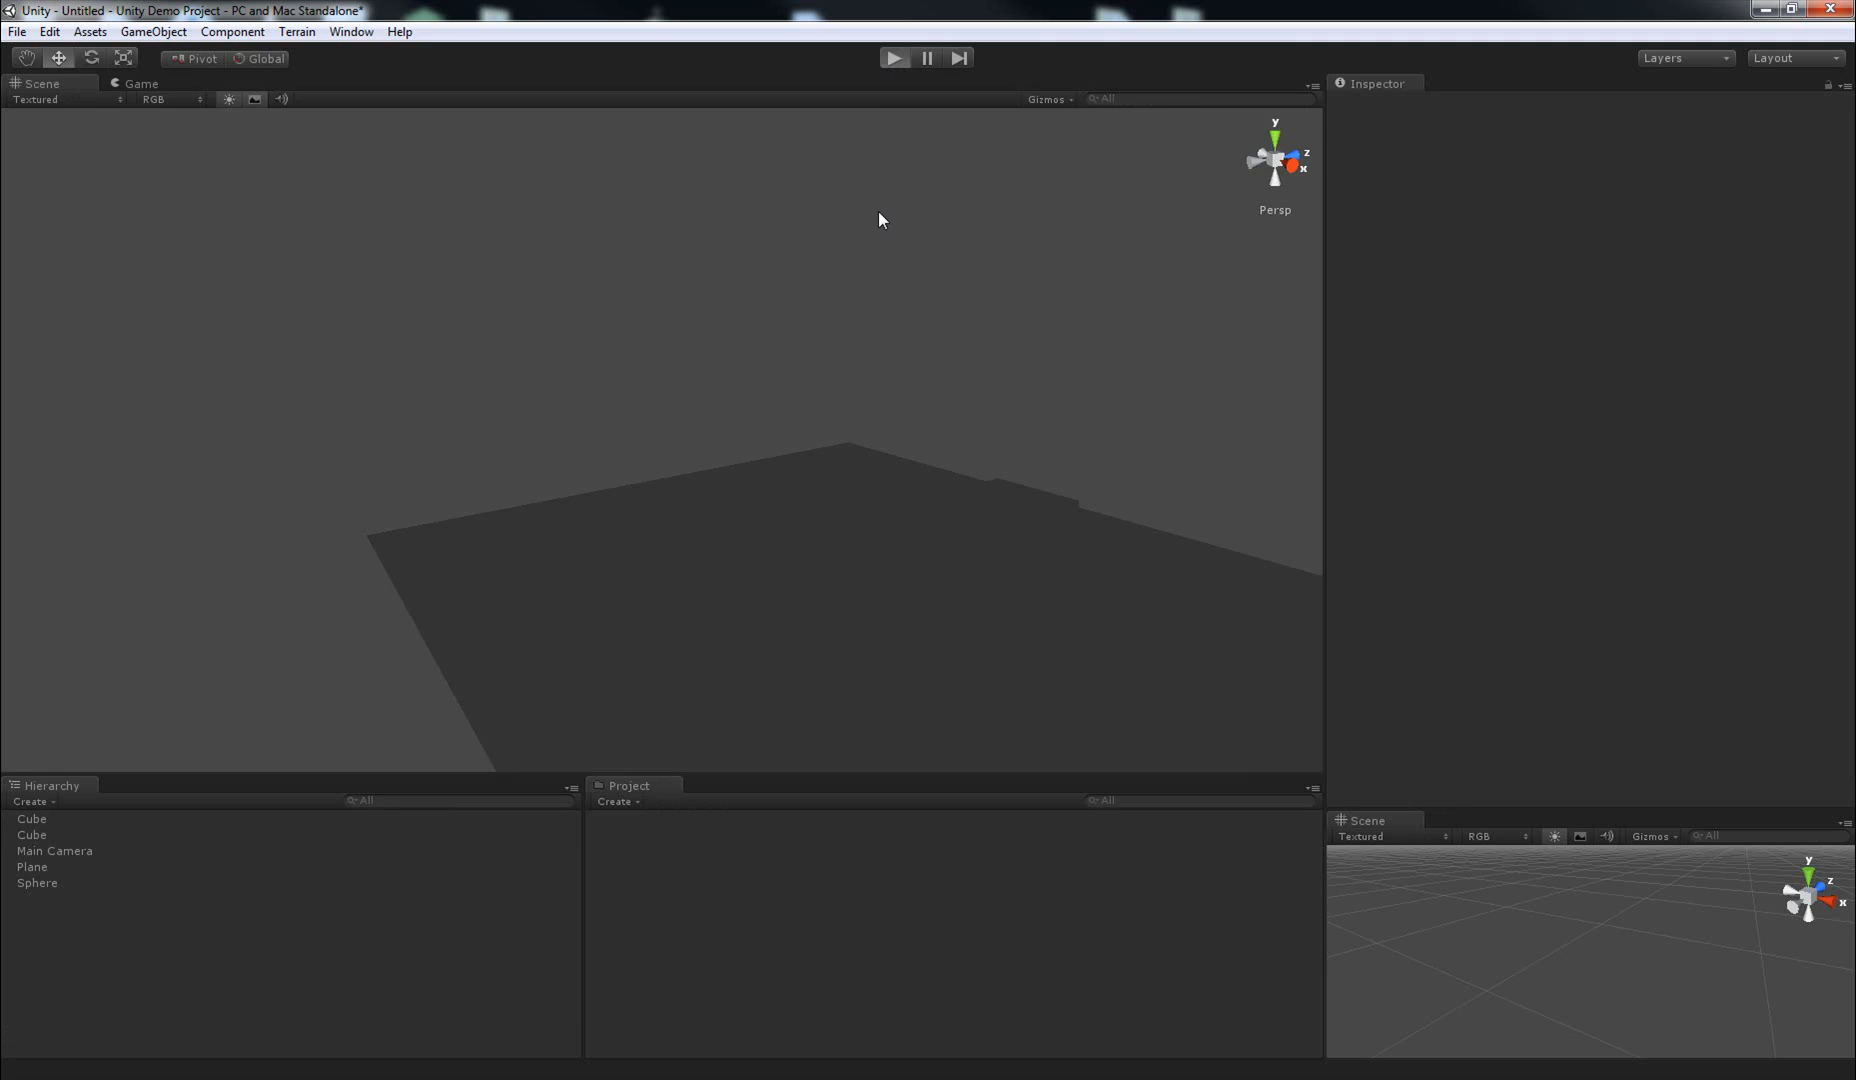 Unity - Untitled - Unity Demo Project - PC and Mac Standalone*
File Edit Assets GameObject Component Terrain Window Help
Pivot Global Layers Layout
Scene Game
Textured RGB Gizmos All
y
z
x
Persp
Inspector
Hierarchy
Create All
Cube
Cube
Main Camera
Plane
Sphere
Project
Create All
Scene
Textured RGB Gizmos All
y
z
x